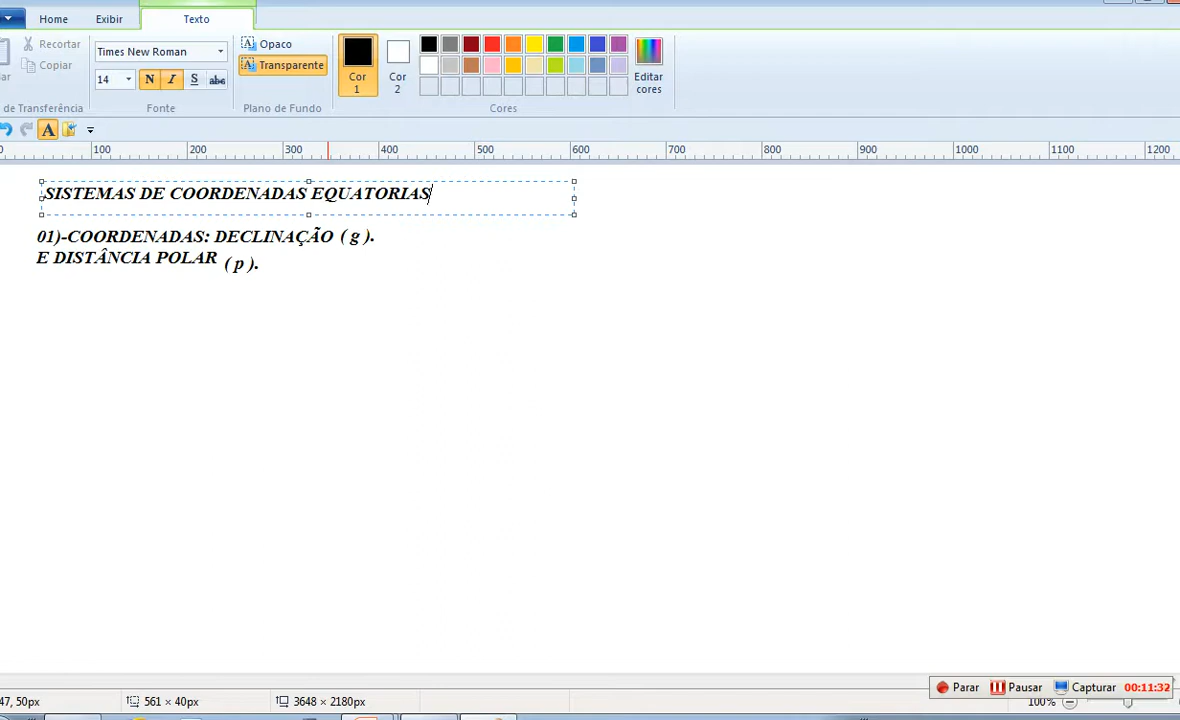 Home Exibir Texto
Recortar
Copiar
de Transferência
Times New Roman
14 N I S abc
Fonte
Opaco
Transparente
Plano de Fundo
Cor 1
Cor 2
Editar cores
Cores
A
100 200 300 400 500 600 700 800 900 1000 1100 1200
SISTEMAS DE COORDENADAS EQUATORIAS
01)-COORDENADAS: DECLINAÇÃO ( g ).
E DISTÂNCIA POLAR ( p ).
Parar Pausar Capturar 00:11:32
47, 50px 561 × 40px 3648 × 2180px 100%